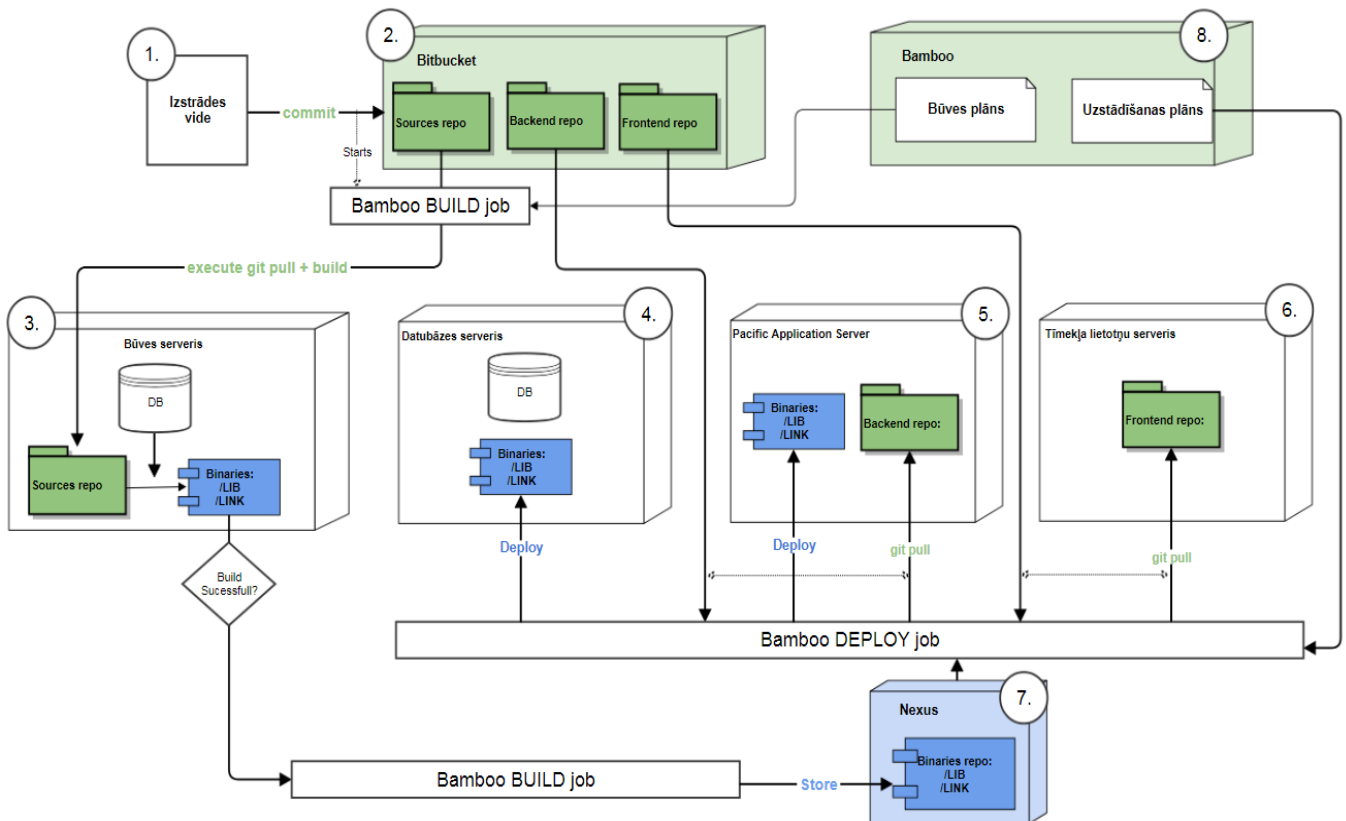 1.
Izstrādes
vide
commit
Starts
2.
Bitbucket
Sources repo
Backend repo
Frontend repo
8.
Bamboo
Būves plāns
Uzstādīšanas plāns
Bamboo BUILD job
execute git pull + build
3.
Būves serveris
DB
Sources repo
Binaries:
/LIB
/LINK
4.
Datubāzes serveris
DB
Binaries:
/LIB
/LINK
5.
Pacific Application Server
Binaries:
/LIB
/LINK
Backend repo:
6.
Tīmekļa lietotņu serveris
Frontend repo:
Build
Sucessfull?
Deploy
Deploy
git pull
git pull
Bamboo DEPLOY job
7.
Nexus
Binaries repo:
/LIB
/LINK
Bamboo BUILD job
Store